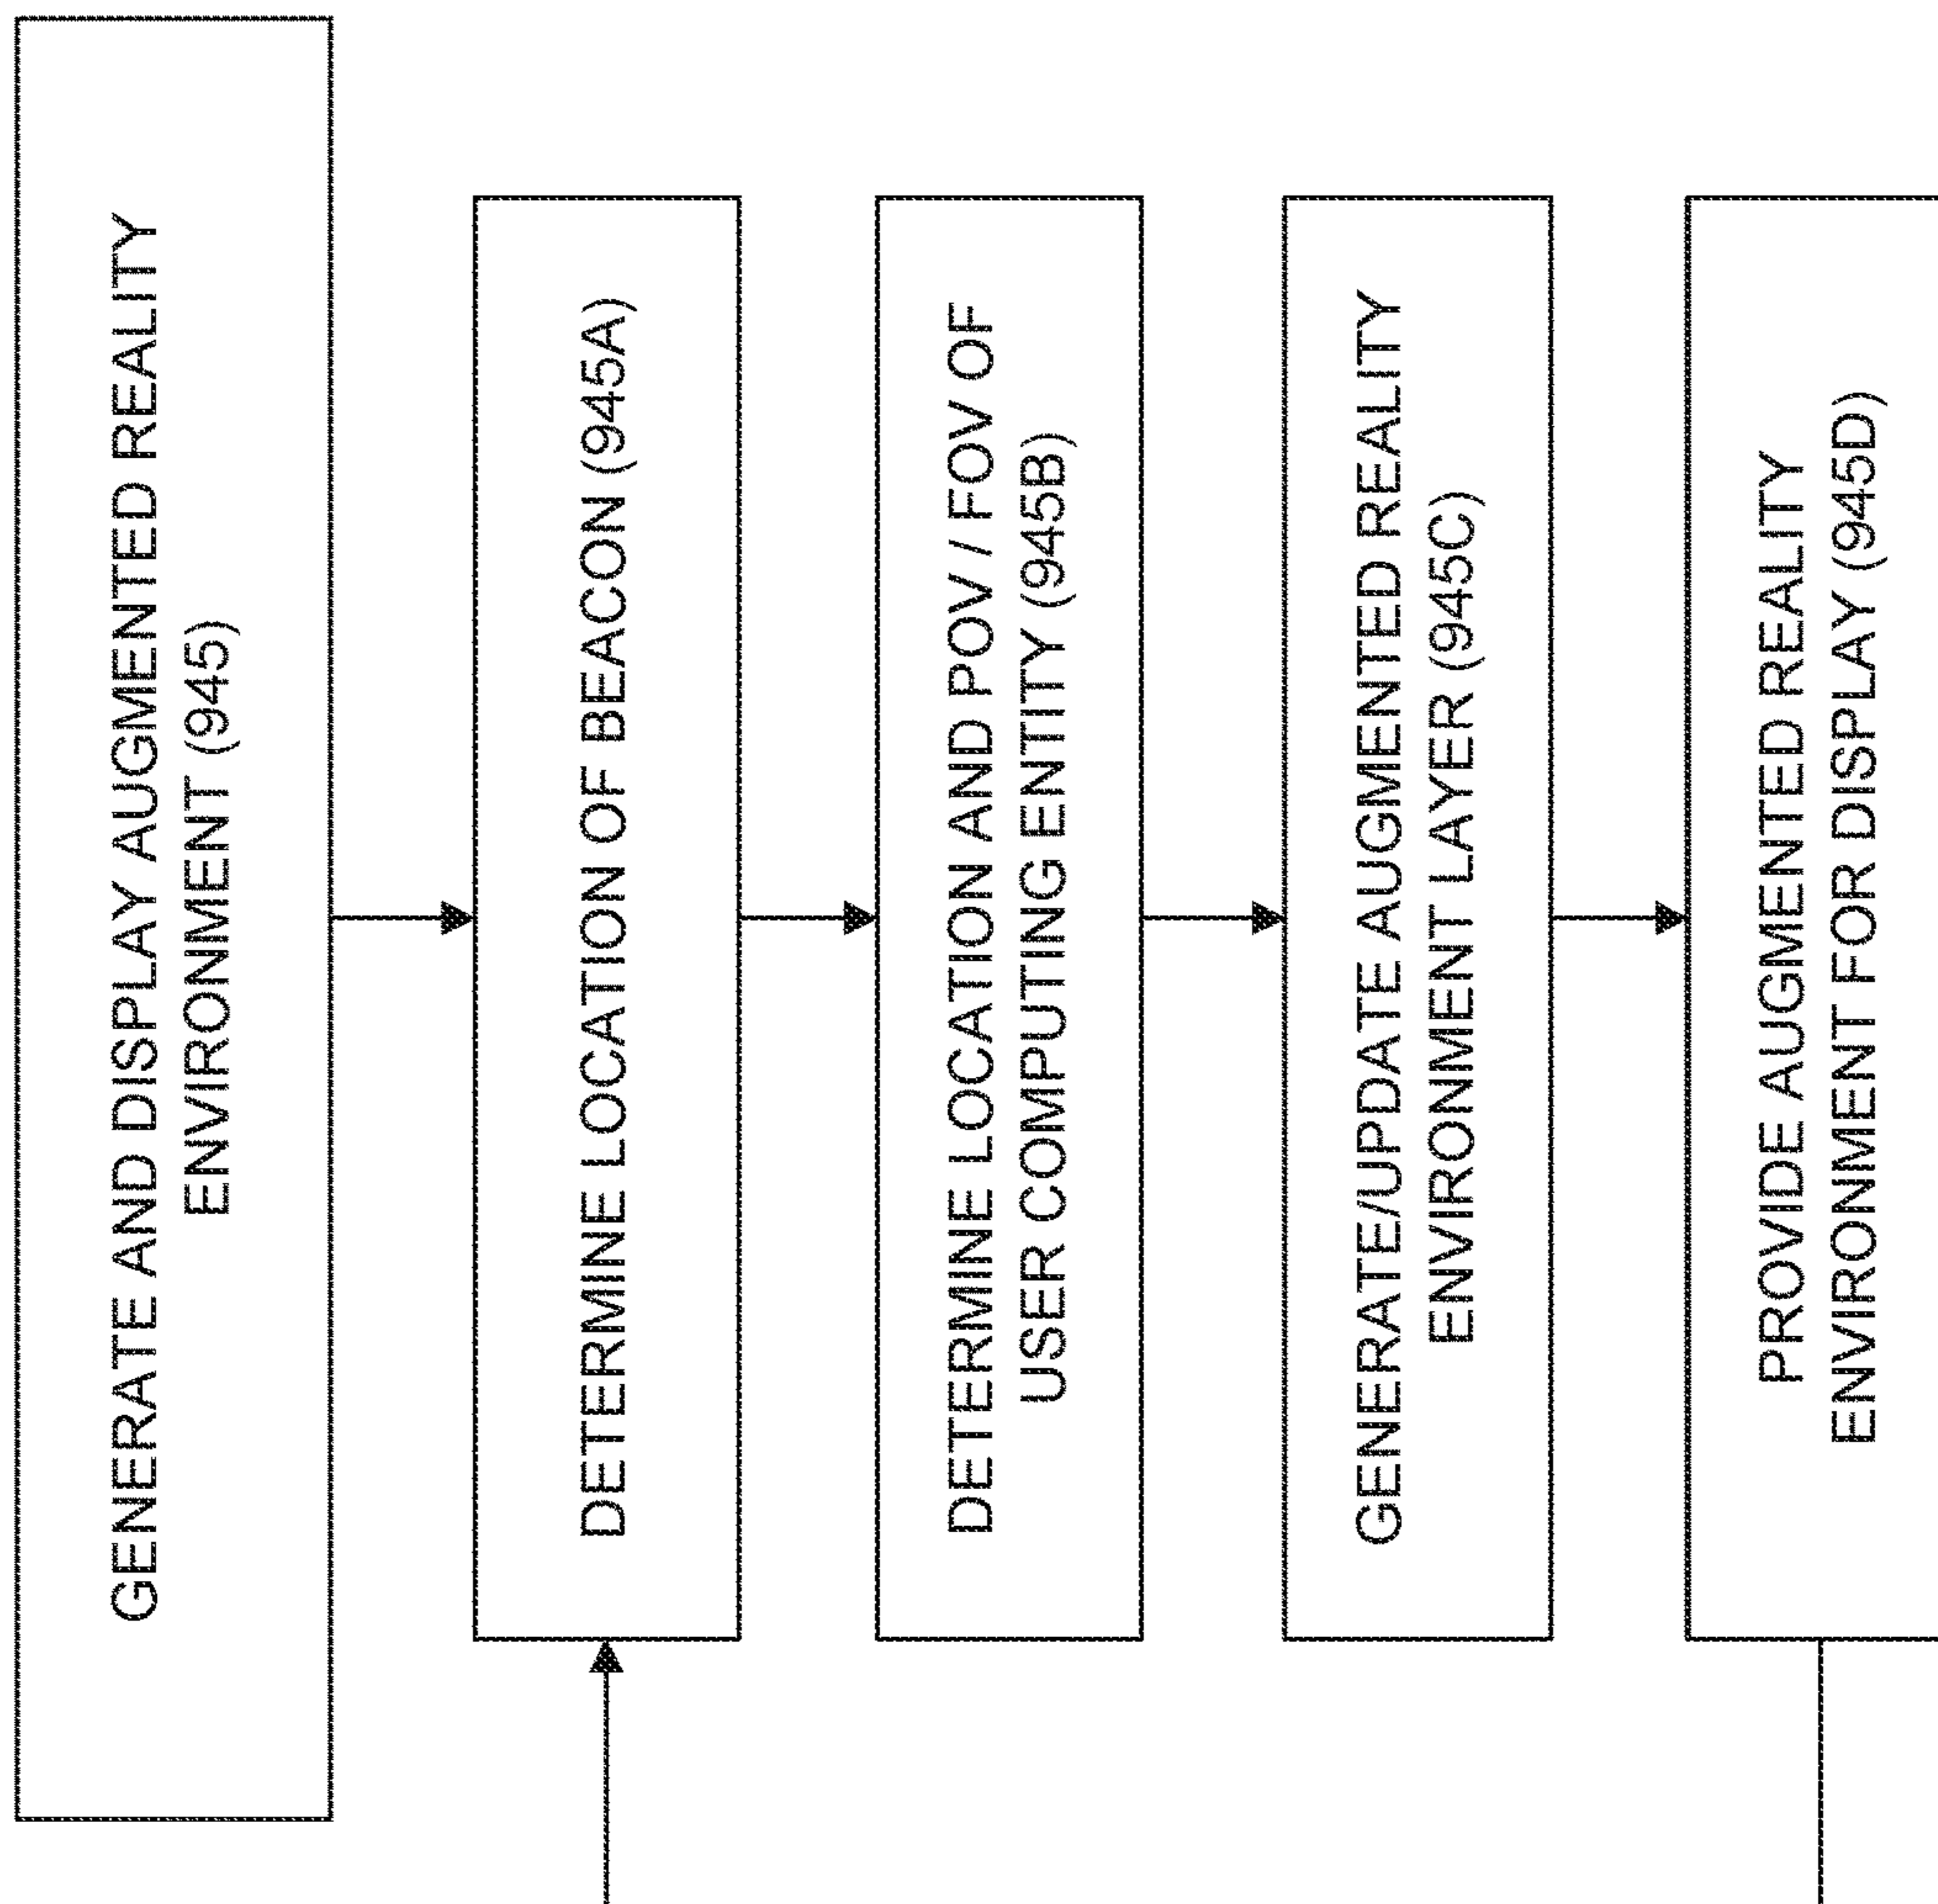 GENERATE AND DISPLAY AUGMENTED REALITY
ENVIRONMENT (945)
DETERMINE LOCATION OF BEACON (945A)
DETERMINE LOCATION AND POV / FOV OF
USER COMPUTING ENTITY (945B)
GENERATE/UPDATE AUGMENTED REALITY
ENVIRONMENT LAYER (945C)
PROVIDE AUGMENTED REALITY
ENVIRONMENT FOR DISPLAY (945D)